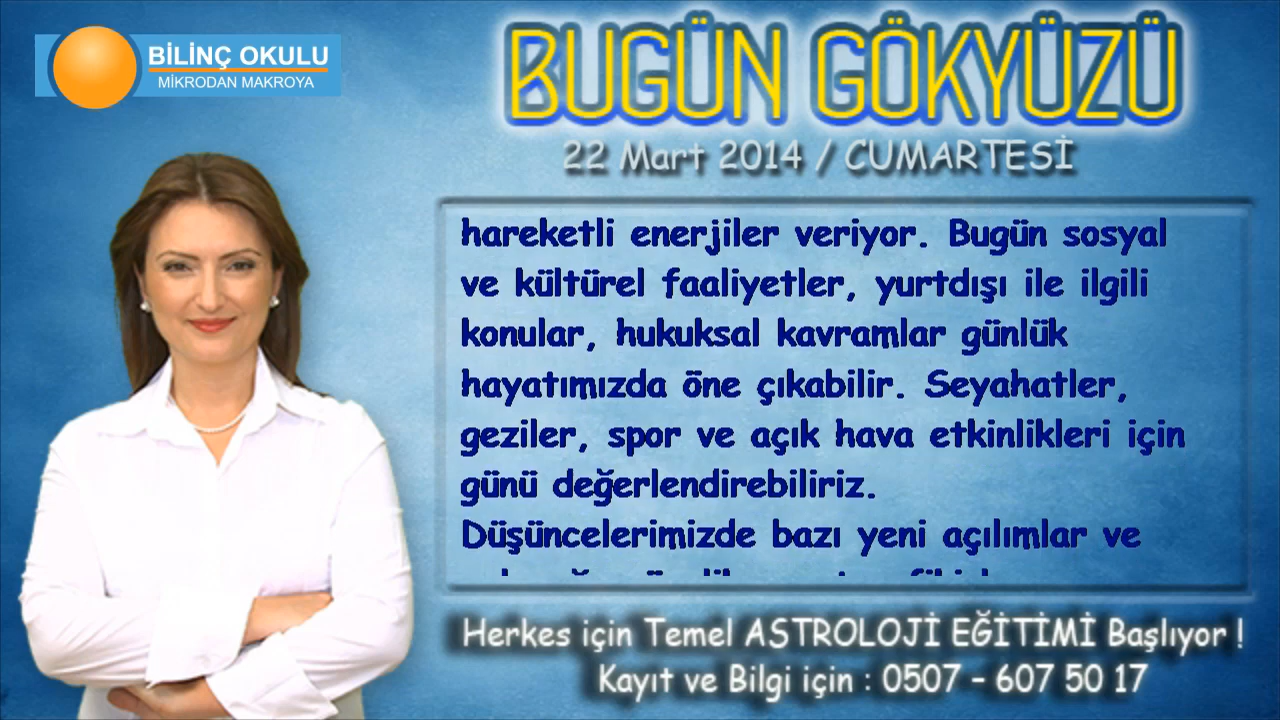 BİLİNÇ OKULU
MİKRODAN MAKROYA
BUGÜN GÖKYÜZÜ
22 Mart 2014 / CUMARTESİ
hareketli enerjiler veriyor. Bugün sosyal
ve kültürel faaliyetler, yurtdışı ile ilgili
konular, hukuksal kavramlar günlük
hayatımızda öne çıkabilir. Seyahatler,
geziler, spor ve açık hava etkinlikleri için
günü değerlendirebiliriz.
Düşüncelerimizde bazı yeni açılımlar ve
Herkes için Temel ASTROLOJİ EĞİTİMİ Başlıyor !
Kayıt ve Bilgi için : 0507 – 607 50 17